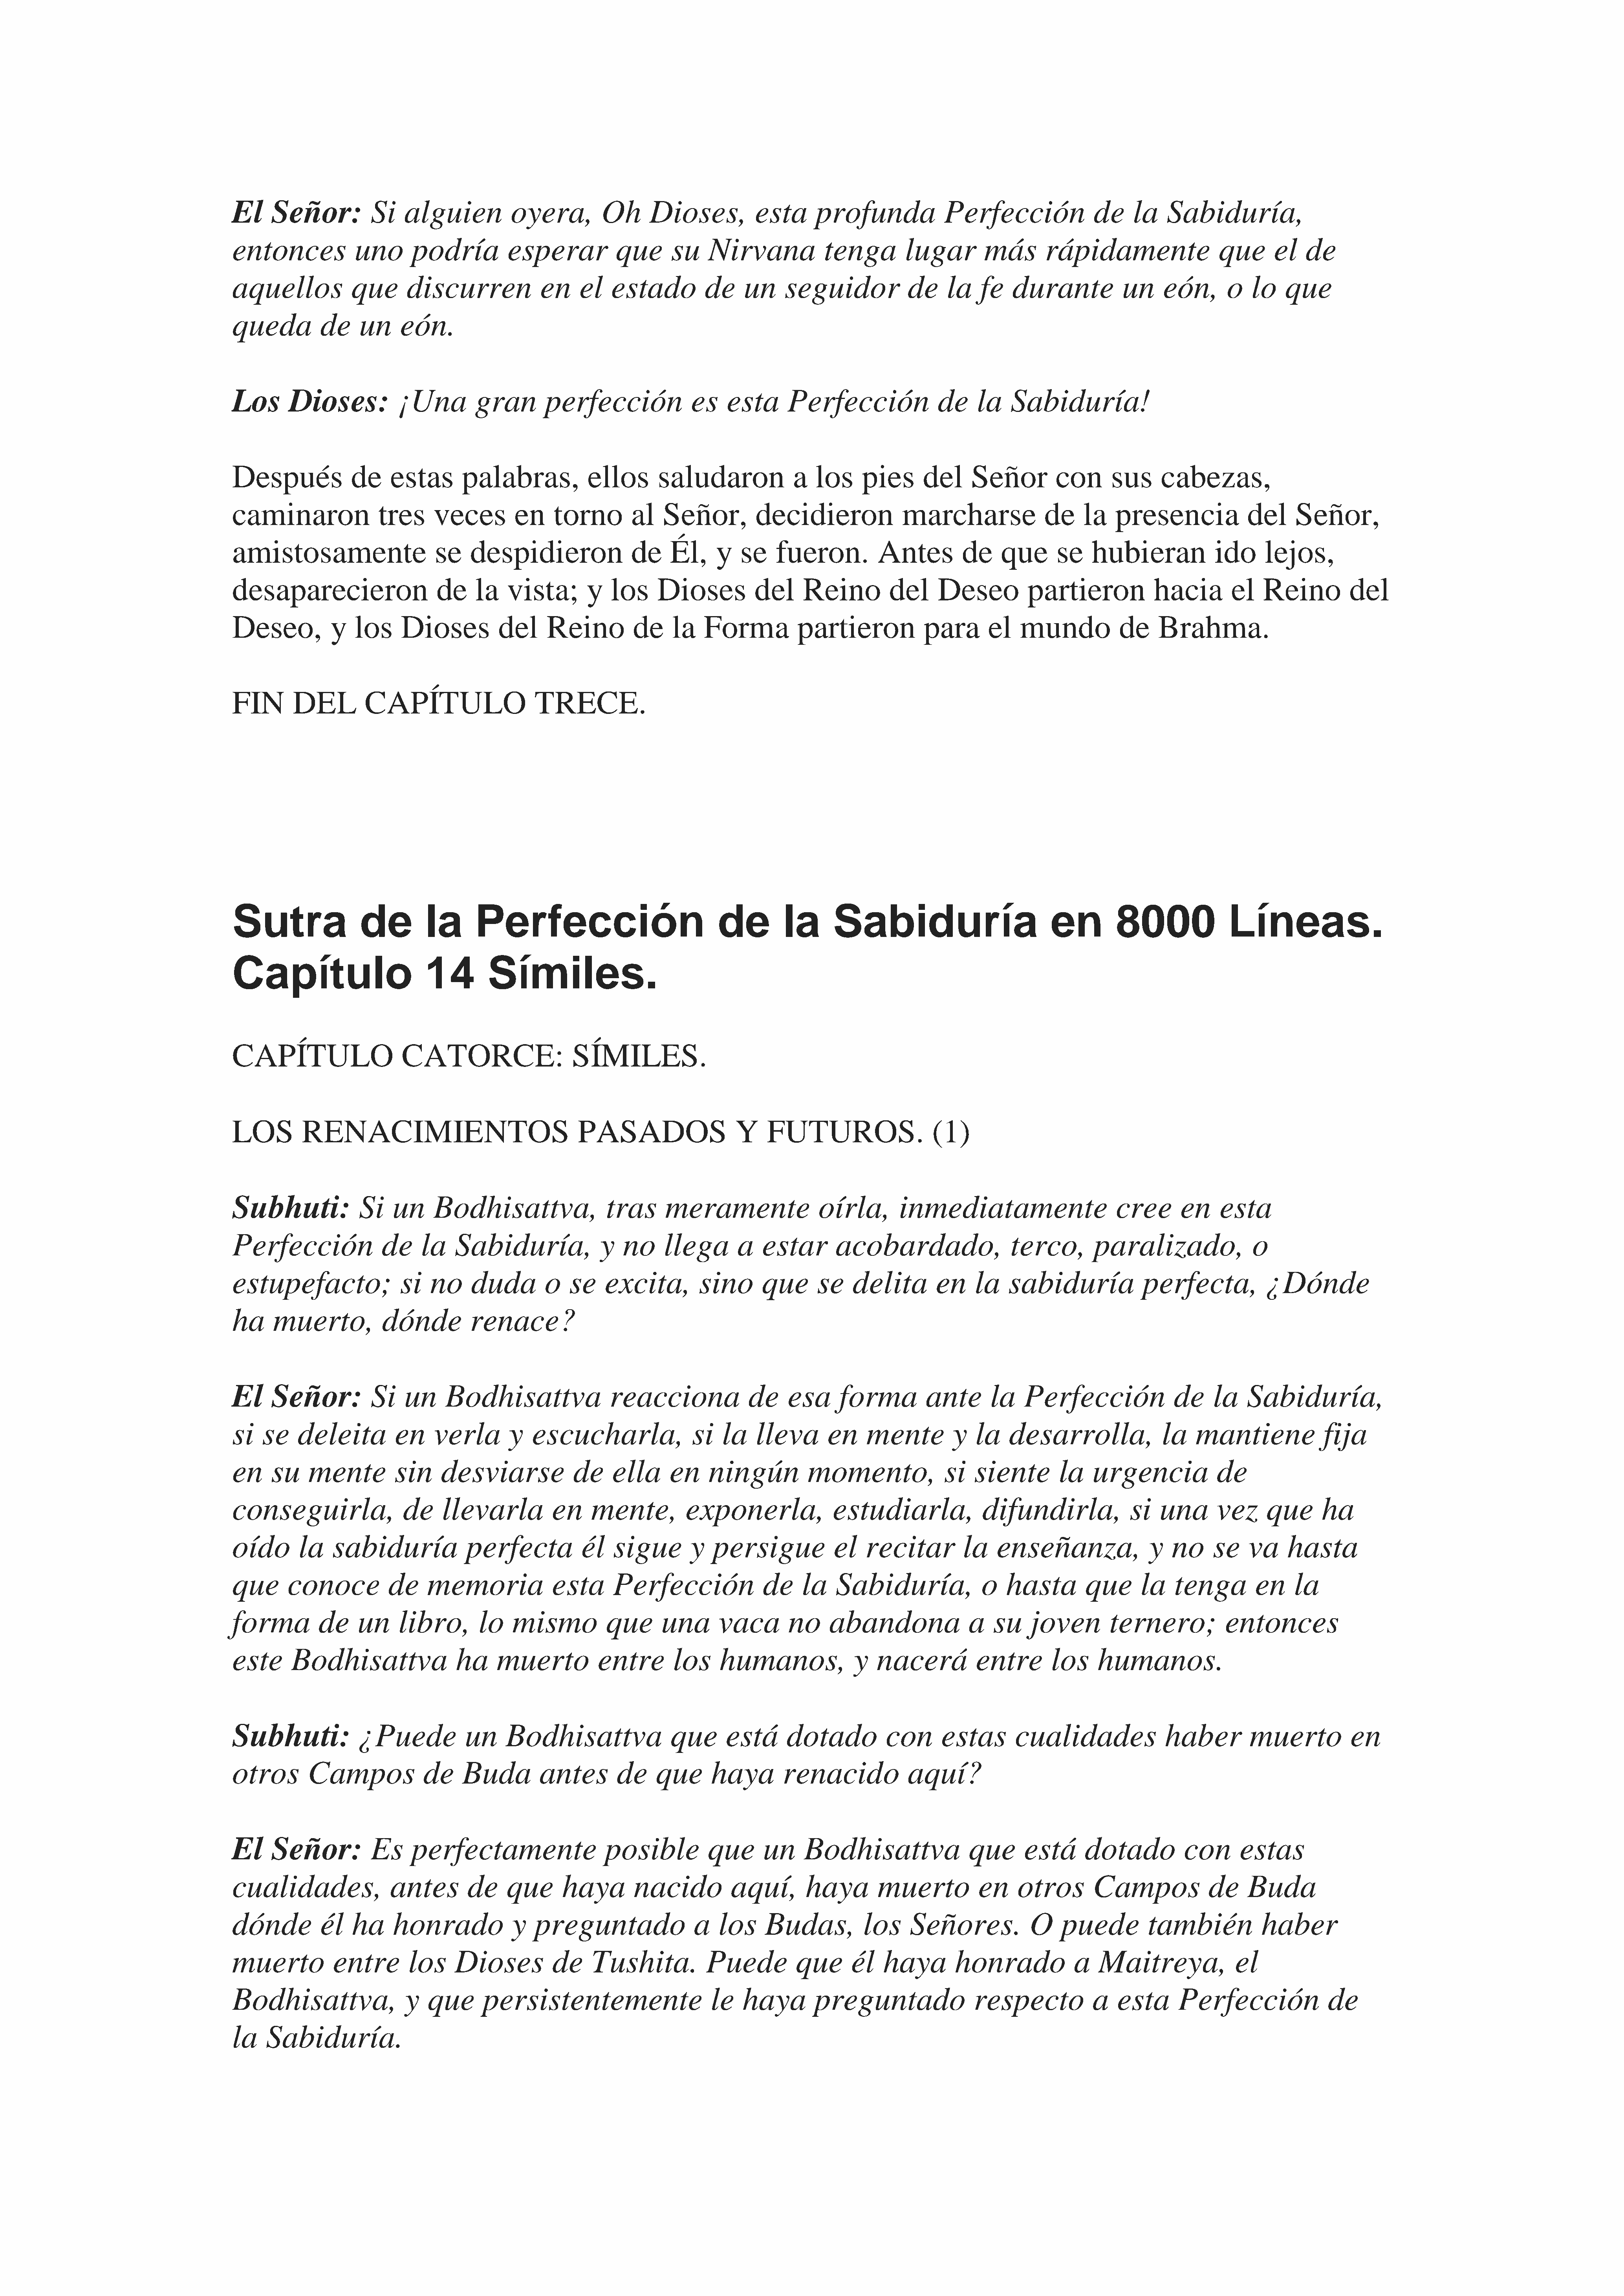 El Señor: Si alguien oyera, Oh Dioses, esta profunda Perfección de la Sabiduría,
entonces uno podría esperar que su Nirvana tenga lugar más rápidamente que el de
aquellos que discurren en el estado de un seguidor de la fe durante un eón, o lo que
queda de un eón.
Los Dioses: ¡Una gran perfección es esta Perfección de la Sabiduría!
Después de estas palabras, ellos saludaron a los pies del Señor con sus cabezas,
caminaron tres veces en torno al Señor, decidieron marcharse de la presencia del Señor,
amistosamente se despidieron de Él, y se fueron. Antes de que se hubieran ido lejos,
desaparecieron de la vista; y los Dioses del Reino del Deseo partieron hacia el Reino del
Deseo, y los Dioses del Reino de la Forma partieron para el mundo de Brahma.
FIN DEL CAPÍTULO TRECE.
Sutra de la Perfección de la Sabiduría en 8000 Líneas.
Capítulo 14 Símiles.
CAPÍTULO CATORCE: SÍMILES.
LOS RENACIMIENTOS PASADOS Y FUTUROS. (1)
Subhuti: Si un Bodhisattva, tras meramente oírla, inmediatamente cree en esta
Perfección de la Sabiduría, y no llega a estar acobardado, terco, paralizado, o
estupefacto; si no duda o se excita, sino que se delita en la sabiduría perfecta, ¿Dónde
ha muerto, dónde renace?
El Señor: Si un Bodhisattva reacciona de esa forma ante la Perfección de la Sabiduría,
si se deleita en verla y escucharla, si la lleva en mente y la desarrolla, la mantiene fija
en su mente sin desviarse de ella en ningún momento, si siente la urgencia de
conseguirla, de llevarla en mente, exponerla, estudiarla, difundirla, si una vez que ha
oído la sabiduría perfecta él sigue y persigue el recitar la enseñanza, y no se va hasta
que conoce de memoria esta Perfección de la Sabiduría, o hasta que la tenga en la
forma de un libro, lo mismo que una vaca no abandona a su joven ternero; entonces
este Bodhisattva ha muerto entre los humanos, y nacerá entre los humanos.
Subhuti: ¿Puede un Bodhisattva que está dotado con estas cualidades haber muerto en
otros Campos de Buda antes de que haya renacido aquí?
El Señor: Es perfectamente posible que un Bodhisattva que está dotado con estas
cualidades, antes de que haya nacido aquí, haya muerto en otros Campos de Buda
dónde él ha honrado y preguntado a los Budas, los Señores. O puede también haber
muerto entre los Dioses de Tushita. Puede que él haya honrado a Maitreya, el
Bodhisattva, y que persistentemente le haya preguntado respecto a esta Perfección de
la Sabiduría.